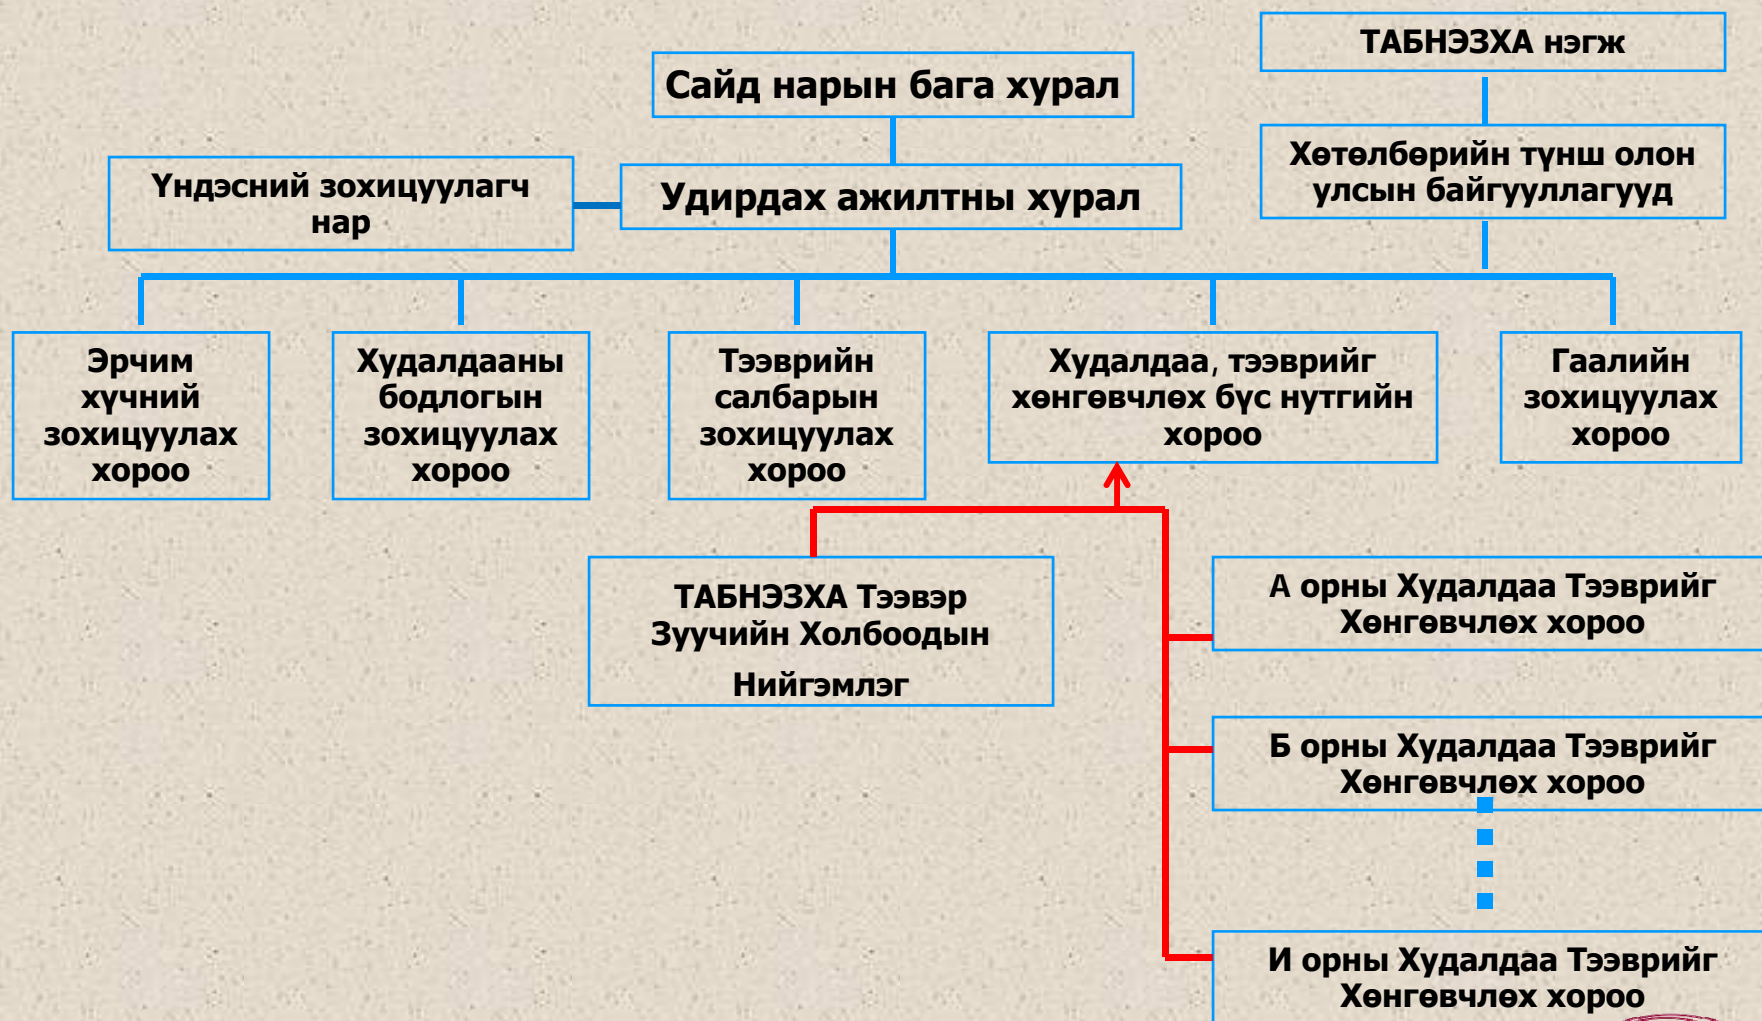 ТАБНЭЗХА нэгж
Сайд нарын бага хурал
Хөтөлбөрийн түнш олон
улсын байгууллагууд
Үндэсний зохицуулагч
нар
Удирдах ажилтны хурал
Эрчим
хүчний
зохицуулах
хороо
Худалдааны
бодлогын
зохицуулах
хороо
Тээврийн
салбарын
зохицуулах
хороо
Худалдаа, тээврийг
хөнгөвчлөх бүс нутгийн
хороо
Гаалийн
зохицуулах
хороо
ТАБНЭЗХА Тээвэр
Зуучийн Холбоодын
Нийгэмлэг
А орны Худалдаа Тээврийг
Хөнгөвчлөх хороо
Б орны Худалдаа Тээврийг
Хөнгөвчлөх хороо
И орны Худалдаа Тээврийг
Хөнгөвчлөх хороо